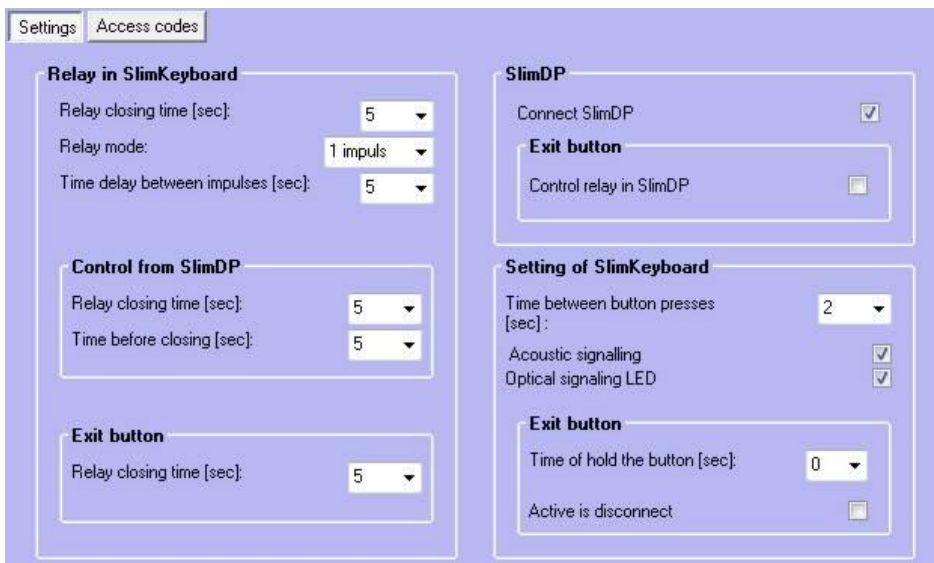 Settings
Access codes
Relay in SlimKeyboard
Relay closing time [sec]:
5
Relay mode:
1 impuls
Time delay between impulses [sec]:
5
Control from SlimDP
Relay closing time [sec]:
5
Time before closing [sec]:
5
Exit button
Relay closing time [sec]:
5
SlimDP
Connect SlimDP
Exit button
Control relay in SlimDP
Setting of SlimKeyboard
Time between button presses
[sec] :
2
Acoustic signalling
Optical signaling LED
Exit button
Time of hold the button [sec]:
0
Active is disconnect